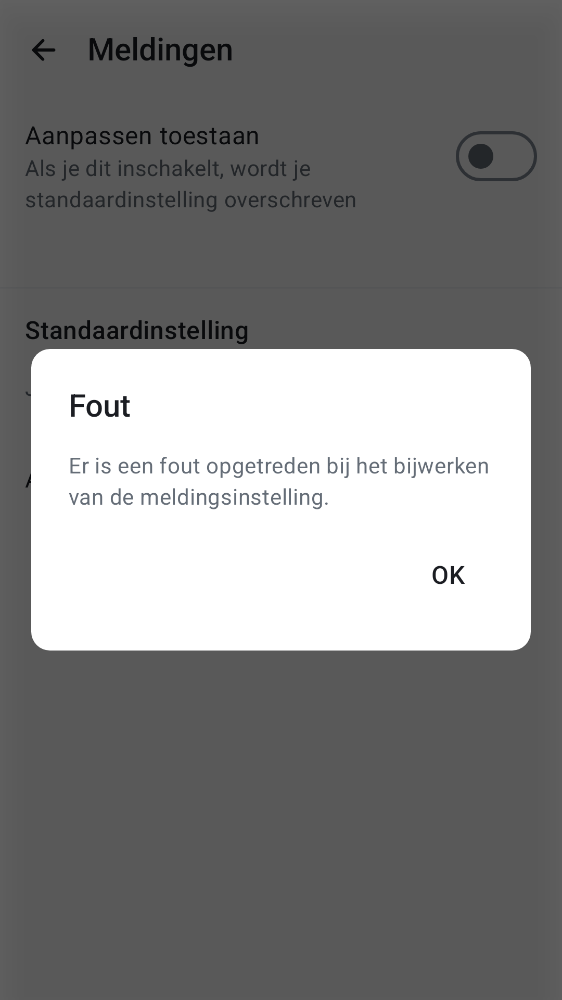 Meldingen
Aanpassen toestaan
Als je dit inschakelt, wordt je
standaardinstelling overschreven
Standaardinstelling
Fout
Er is een fout opgetreden bij het bijwerken
van de meldingsinstelling.
OK